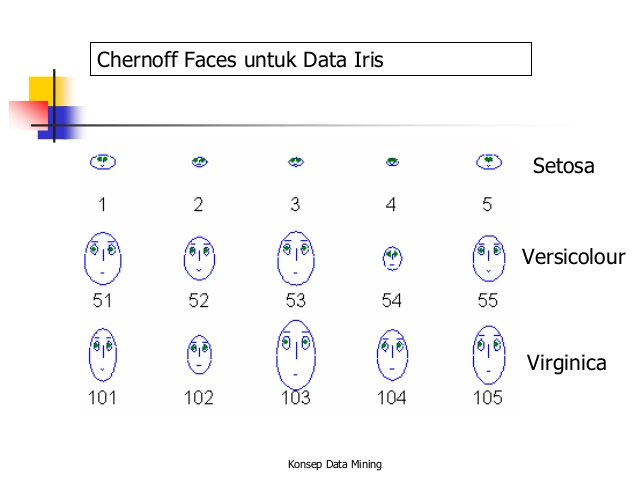 Chernoff Faces untuk Data Iris
Setosa
1 2 3 4 5
Versicolour
51 52 53 54 55
Virginica
101 102 103 104 105
Konsep Data Mining